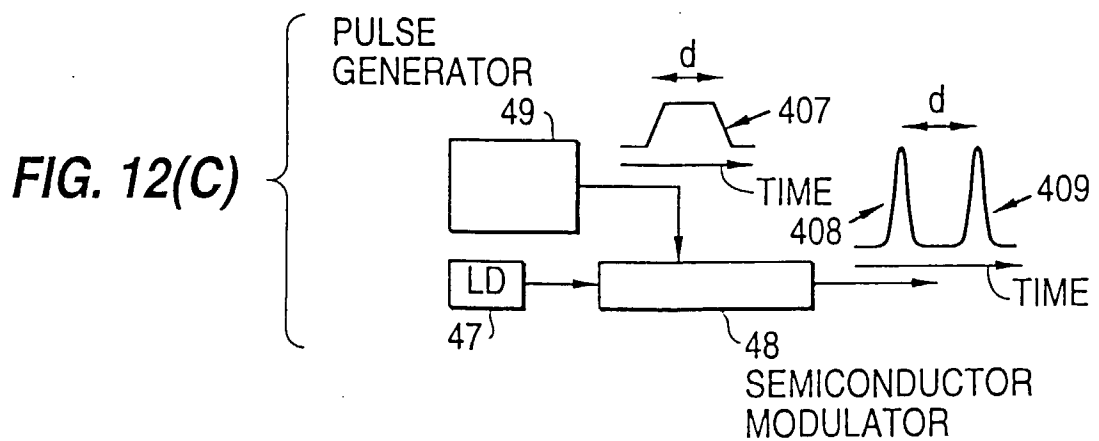 FIG. 12(C)
PULSE
GENERATOR
49
d
407
TIME
d
408
409
TIME
LD
47
48
SEMICONDUCTOR
MODULATOR